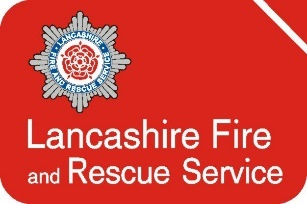 LANCASHIRE
FIRE AND RESCUE SERVICE
Lancashire Fire
and Rescue Service